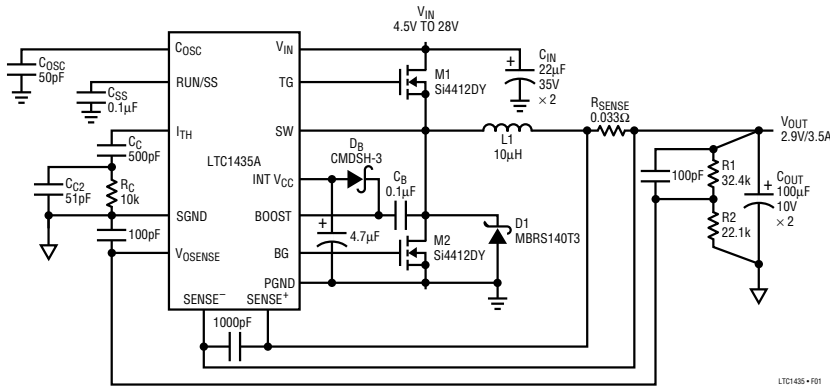 V_IN
4.5V TO 28V
C_OSC
V_IN
C_OSC
50pF
C_IN
22µF
35V
× 2
RUN/SS
TG
M1
Si4412DY
C_SS
0.1µF
R_SENSE
0.033Ω
V_OUT
2.9V/3.5A
I_TH
SW
L1
10µH
C_C
500pF
LTC1435A
D_B
CMDSH-3
C_B
0.1µF
INT V_CC
C_C2
51pF
R_C
10k
100pF
R1
32.4k
C_OUT
100µF
10V
× 2
SGND
BOOST
R2
22.1k
100pF
4.7µF
M2
Si4412DY
D1
MBRS140T3
V_OSENSE
BG
PGND
SENSE⁻
SENSE⁺
1000pF
LTC1435 • F01